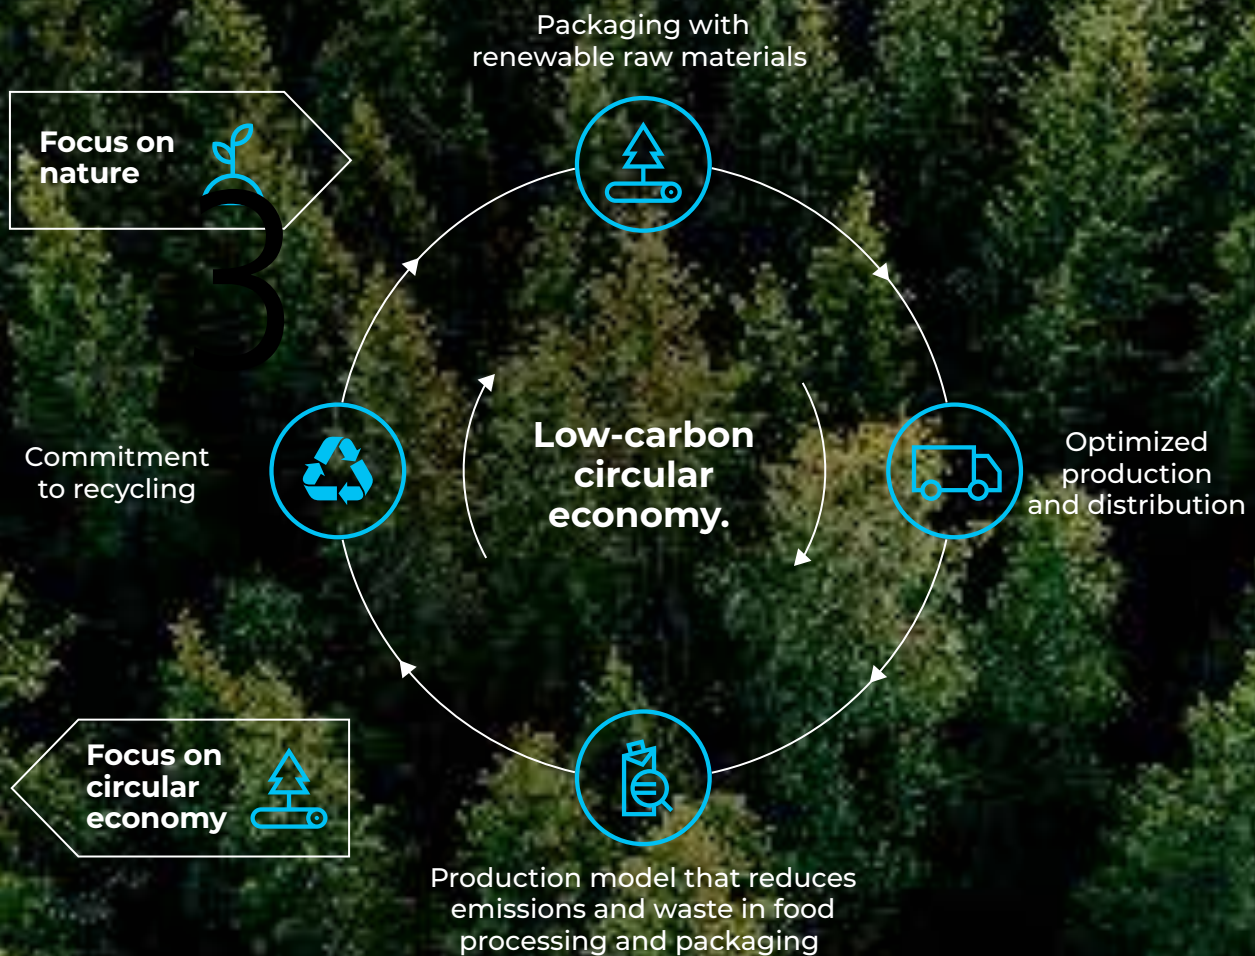 Packaging with
renewable raw materials
Focus on
nature
3
Commitment
to recycling
Low-carbon
circular
economy.
Optimized
production
and distribution
Focus on
circular
economy
Production model that reduces
emissions and waste in food
processing and packaging